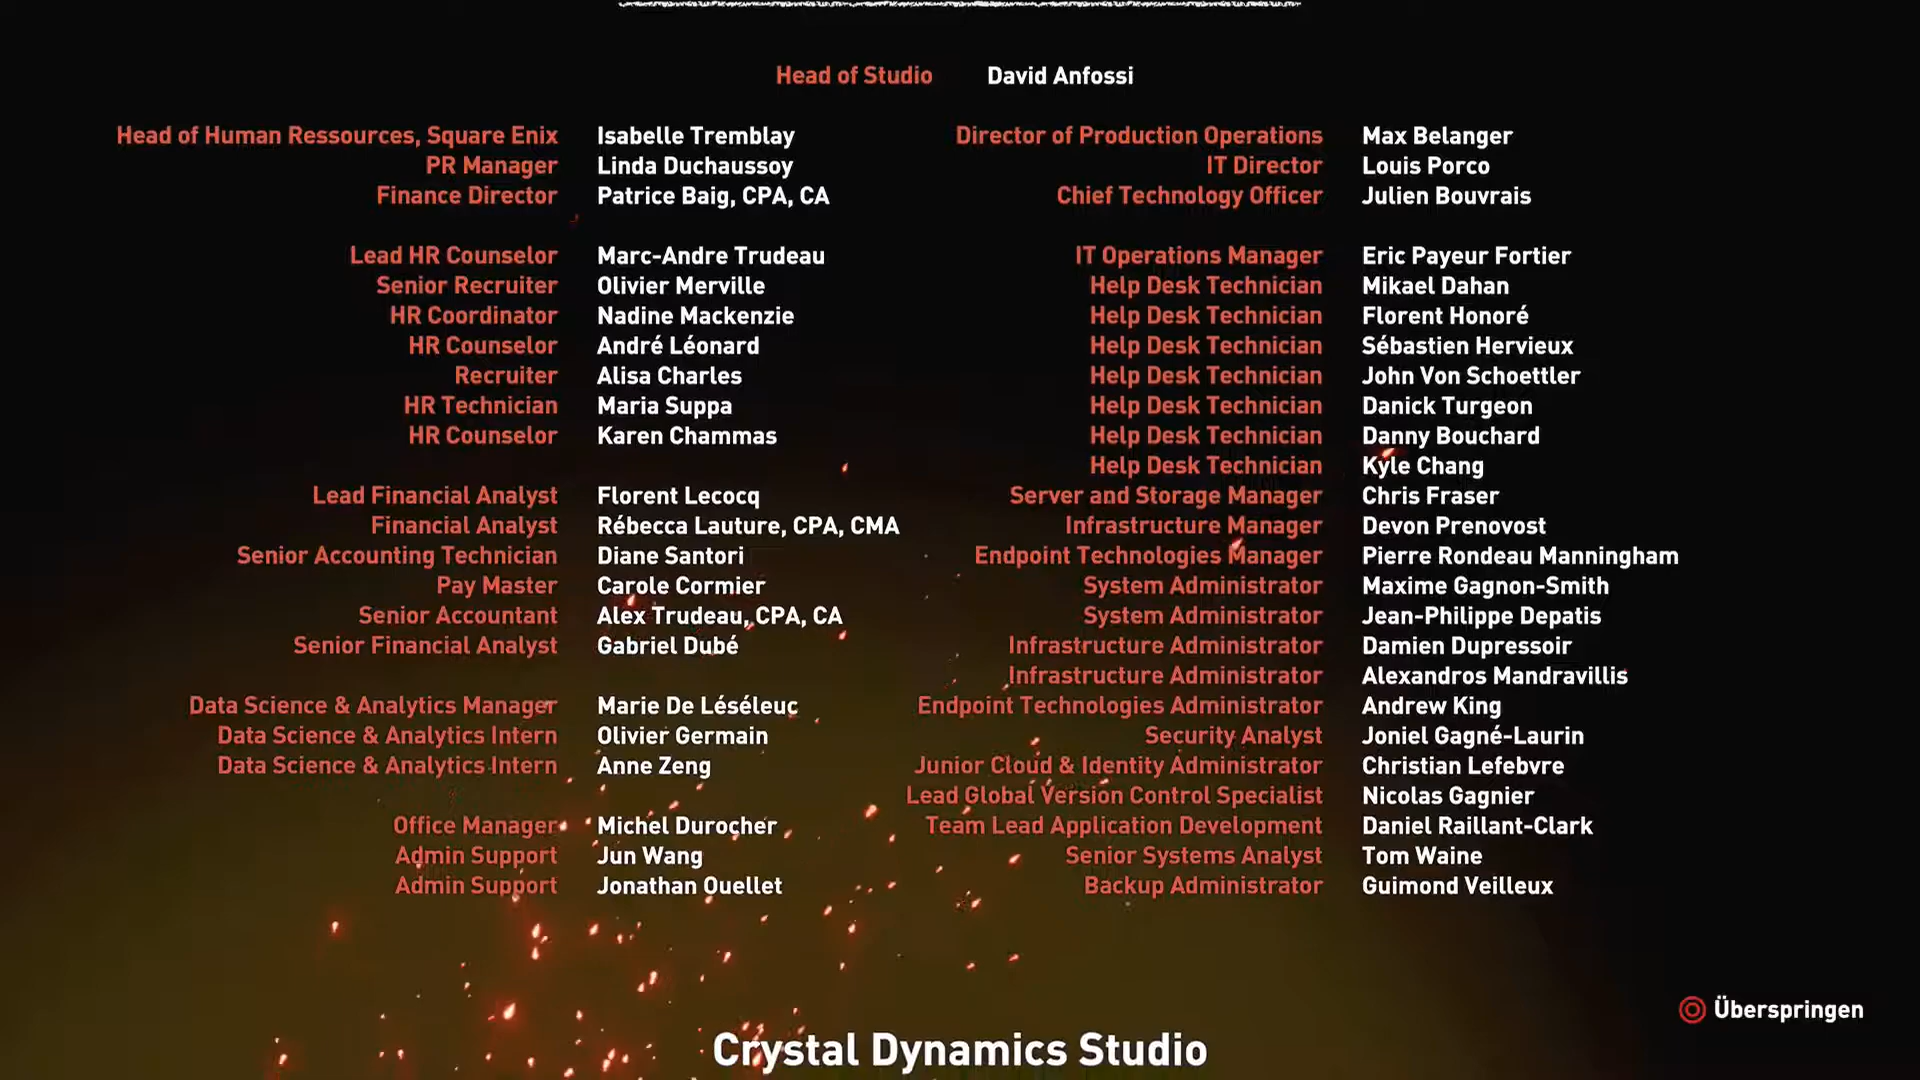 Head of Studio David Anfossi
Head of Human Ressources, Square Enix Isabelle Tremblay
PR Manager Linda Duchaussoy
Finance Director Patrice Baig, CPA, CA
Lead HR Counselor Marc-Andre Trudeau
Senior Recruiter Olivier Merville
HR Coordinator Nadine Mackenzie
HR Counselor André Léonard
Recruiter Alisa Charles
HR Technician Maria Suppa
HR Counselor Karen Chammas
Lead Financial Analyst Florent Lecocq
Financial Analyst Rébecca Lauture, CPA, CMA
Senior Accounting Technician Diane Santori
Pay Master Carole Cormier
Senior Accountant Alex Trudeau, CPA, CA
Senior Financial Analyst Gabriel Dubé
Data Science & Analytics Manager Marie De Léséleuc
Data Science & Analytics Intern Olivier Germain
Data Science & Analytics Intern Anne Zeng
Office Manager Michel Durocher
Admin Support Jun Wang
Admin Support Jonathan Ouellet
Director of Production Operations Max Belanger
IT Director Louis Porco
Chief Technology Officer Julien Bouvrais
IT Operations Manager Eric Payeur Fortier
Help Desk Technician Mikael Dahan
Help Desk Technician Florent Honoré
Help Desk Technician Sébastien Hervieux
Help Desk Technician John Von Schoettler
Help Desk Technician Danick Turgeon
Help Desk Technician Danny Bouchard
Help Desk Technician Kyle Chang
Server and Storage Manager Chris Fraser
Infrastructure Manager Devon Prenovost
Endpoint Technologies Manager Pierre Rondeau Manningham
System Administrator Maxime Gagnon-Smith
System Administrator Jean-Philippe Depatis
Infrastructure Administrator Damien Dupressoir
Infrastructure Administrator Alexandros Mandravillis
Endpoint Technologies Administrator Andrew King
Security Analyst Joniel Gagné-Laurin
Junior Cloud & Identity Administrator Christian Lefebvre
Lead Global Version Control Specialist Nicolas Gagnier
Team Lead Application Development Daniel Raillant-Clark
Senior Systems Analyst Tom Waine
Backup Administrator Guimond Veilleux
Überspringen
Crystal Dynamics Studio